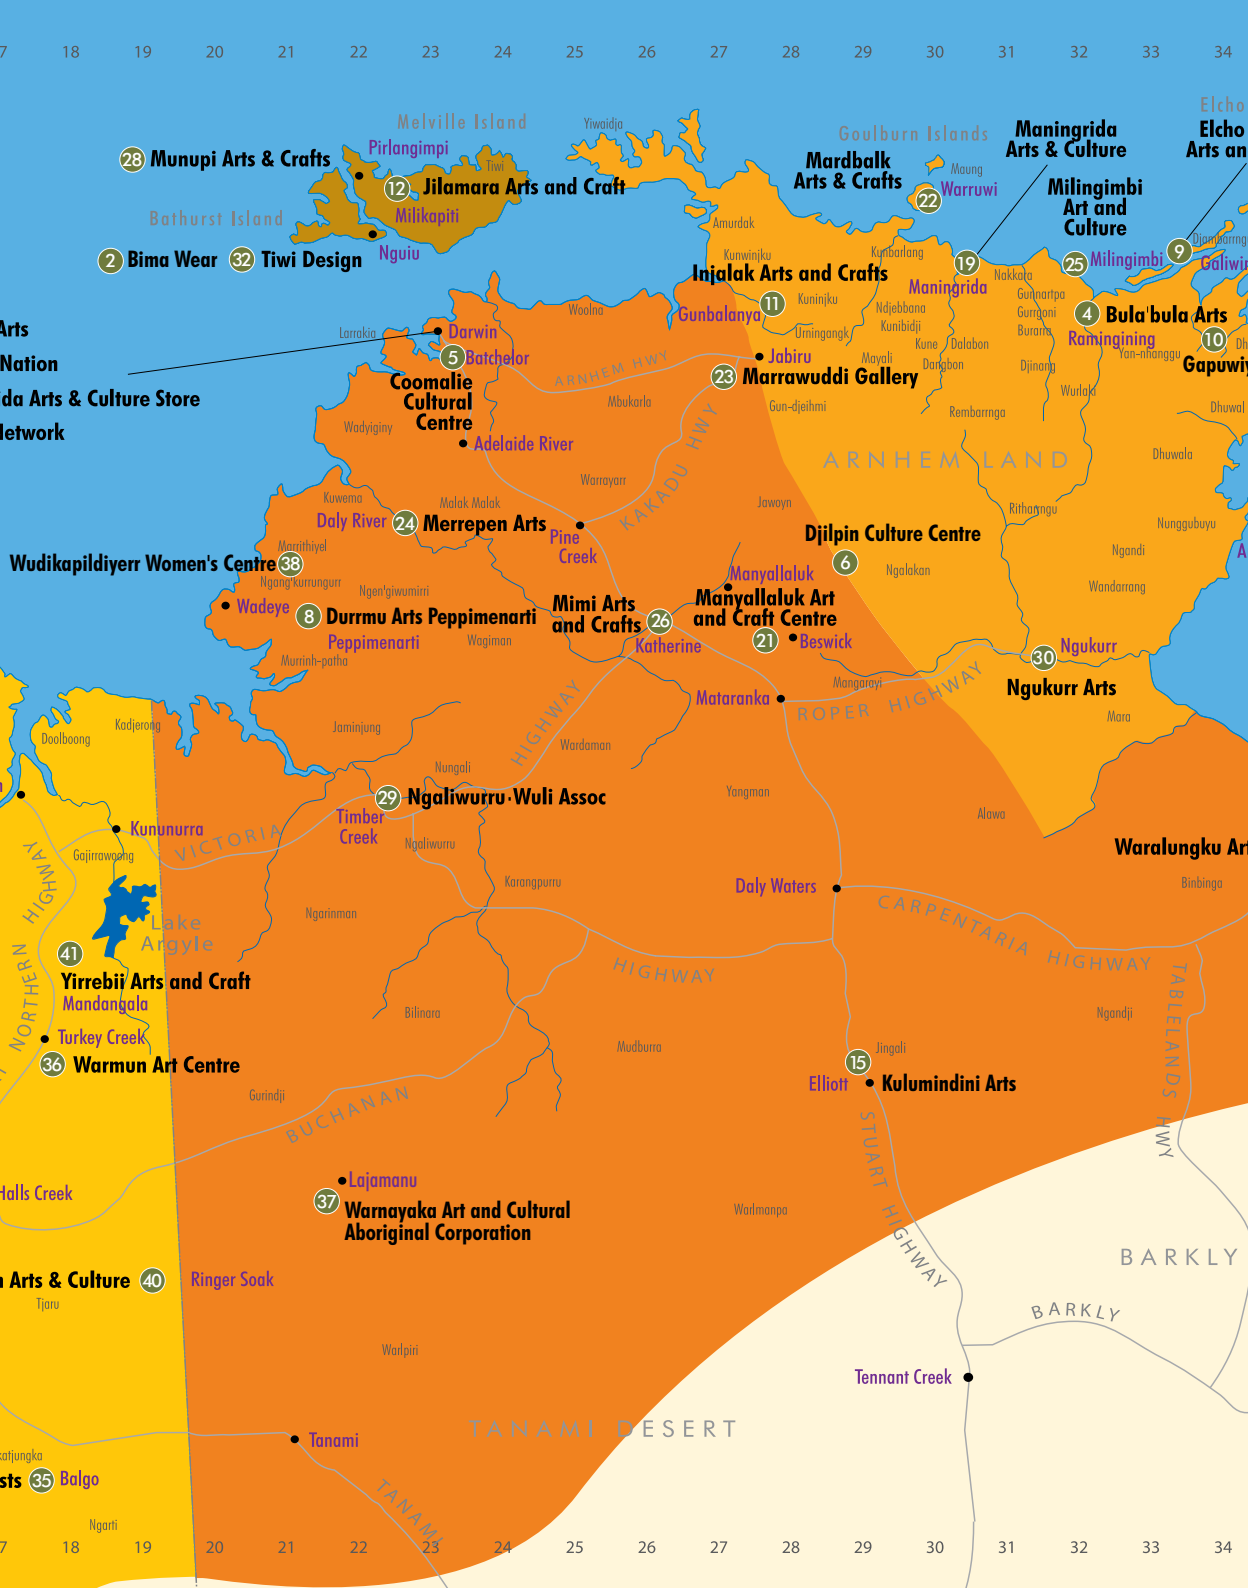 7 18 19 20 21 22 23 24 25 26 27 28 29 30 31 32 33 34
Melville Island
Yiwaidja
Goulburn Islands
Elcho
Maningrida
Arts & Culture
Elcho
Arts an
Pirlangimpi
28 Munupi Arts & Crafts
Tiwi
Mardbalk
Arts & Crafts
Maung
12 Jilamara Arts and Craft
Warruwi
22
Milingimbi
Art and
Culture
Bathurst Island
Milikapiti
Amurdak
Nguiu
2 Bima Wear
32 Tiwi Design
Kunwinjku
Kunbarlang
19
25 Milingimbi
9
Djambarrng
Galiwin
Injalak Arts and Crafts
Nakkara
Maningrida
11
Kuninjku
Gunnartpa
Gurrgoni
Burarra
Woolna
Gunbalanya
Ndjebbana
Kunibidji
4 Bula'bula Arts
Arts
Larrakia
Darwin
Urningangk
Ramingining
10
Nation
5 Batchelor
ARNHEM HWY
Jabiru
Mayali
Kune
Dalabon
Dangbon
Djinang
Yan-nhangu
Dh
Gapuwiy
23 Marrawuddi Gallery
Coomalie
Cultural
Centre
da Arts & Culture Store
Mbukarla
Gun-djeihmi
Rembarrnga
Wurlaki
Dhuwal
Network
Wadyiginy
Adelaide River
KAKADU HWY
ARNHEM LAND
Dhuwala
Warrayarr
Kuwema
Malak Malak
Jawoyn
Ritharrngu
Daly River
24 Merrepen Arts
Pine
Creek
Nunggubuyu
Djilpin Culture Centre
Marrithiyel
A
Ngandi
Wudikapildiyerr Women's Centre 38
6
Ngalakan
Manyallaluk
Ngang'kurrungurr
Ngen'giwumirri
Wandarrang
Wadeye
8 Durrmu Arts Peppimenarti
Mimi Arts
and Crafts
26
Manyallaluk Art
and Craft Centre
Peppimenarti
Wagiman
Katherine
21
Beswick
Ngukurr
30
Murrinh-patha
Mangarayi
Ngukurr Arts
Mataranka
ROPER HIGHWAY
Kadjerong
Doolboong
Jaminjung
Mara
Wardaman
HIGHWAY
Nungali
n
29 Ngaliwurru-Wuli Assoc
Yangman
Alawa
Timber
Creek
Kununurra
VICTORIA
Ngaliwurru
Gajirrawoong
Waralungku Art
HIGHWAY
Karangpurru
Daly Waters
Binbinga
Lake
Argyle
Ngarinman
CARPENTARIA HIGHWAY
41
Yirrebii Arts and Craft
HIGHWAY
TABLELANDS HWY
Mandangala
NORTHERN
Bilinara
Ngandji
Turkey Creek
Mudburra
Jingali
36 Warmun Art Centre
15
Elliott
Kulumindini Arts
Gurindji
BUCHANAN
STUART HIGHWAY
Halls Creek
Lajamanu
37
Warnayaka Art and Cultural
Aboriginal Corporation
Warlmanpa
BARKLY
n Arts & Culture 40
Ringer Soak
Tjaru
BARKLY
Warlpiri
Tennant Creek
TANAMI DESERT
Tanami
katjungka
sts 35 Balgo
TANAMI
Ngarti
7 18 19 20 21 22 23 24 25 26 27 28 29 30 31 32 33 34